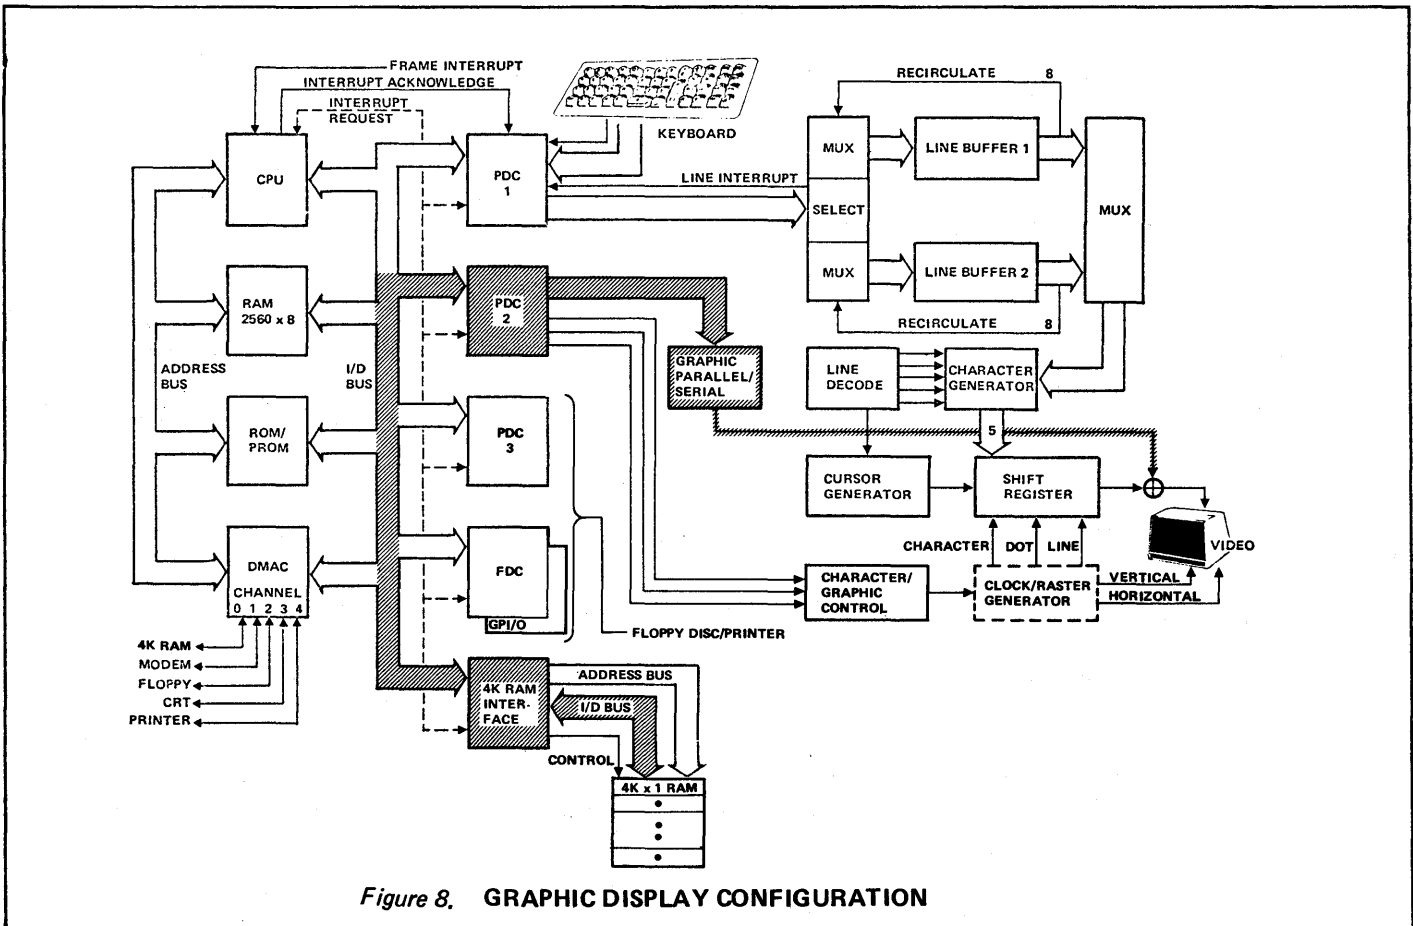 FRAME INTERRUPT
INTERRUPT ACKNOWLEDGE
INTERRUPT
REQUEST
KEYBOARD
RECIRCULATE 8
CPU
PDC
1
LINE INTERRUPT
MUX
SELECT
MUX
LINE BUFFER 1
LINE BUFFER 2
MUX
RECIRCULATE 8
RAM
2560 x 8
PDC
2
ADDRESS
BUS
I/D
BUS
GRAPHIC
PARALLEL/
SERIAL
LINE
DECODE
CHARACTER
GENERATOR
5
ROM/
PROM
PDC
3
CURSOR
GENERATOR
SHIFT
REGISTER
VIDEO
CHARACTER DOT LINE
DMAC
CHANNEL
0 1 2 3 4
FDC
GPI/O
CHARACTER/
GRAPHIC
CONTROL
CLOCK/RASTER
GENERATOR
VERTICAL
HORIZONTAL
FLOPPY DISC/PRINTER
4K RAM
MODEM
FLOPPY
CRT
PRINTER
4K RAM
INTER-
FACE
ADDRESS BUS
I/D BUS
CONTROL
4K x 1 RAM
Figure 8. GRAPHIC DISPLAY CONFIGURATION